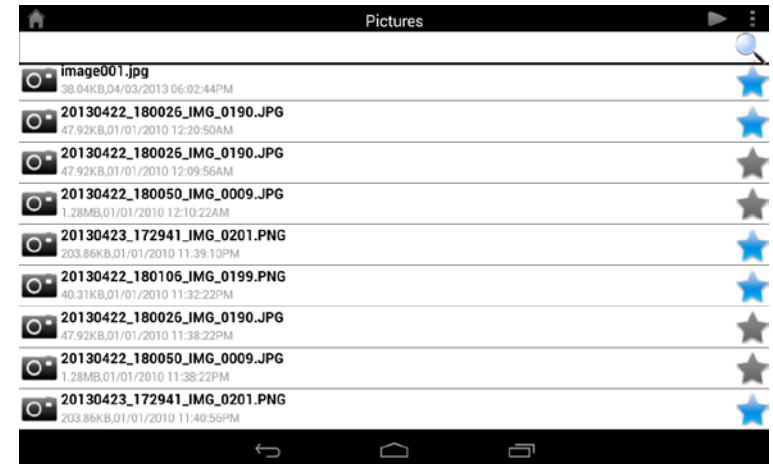 Pictures
image001.jpg
38.04KB,04/03/2013 06:02:44PM
20130422_180026_IMG_0190.JPG
47.92KB,01/01/2010 12:20:50AM
20130422_180026_IMG_0190.JPG
47.92KB,01/01/2010 12:09:56AM
20130422_180050_IMG_0009.JPG
1.28MB,01/01/2010 12:10:22AM
20130423_172941_IMG_0201.PNG
203.86KB,01/01/2010 11:39:10PM
20130422_180106_IMG_0199.PNG
40.31KB,01/01/2010 11:32:22PM
20130422_180026_IMG_0190.JPG
47.92KB,01/01/2010 11:38:22PM
20130422_180050_IMG_0009.JPG
1.28MB,01/01/2010 11:38:22PM
20130423_172941_IMG_0201.PNG
203.86KB,01/01/2010 11:40:56PM